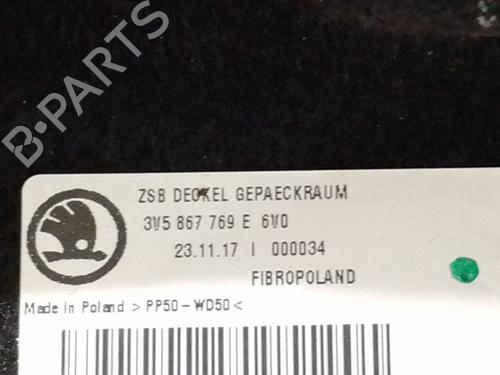 B-PARTS
ZSB DECKEL GEPAECKRAUM
3V5 867 769 E 6V0
23.11.17 | 000034
FIBROPOLAND
Made in Poland > PP50-WD50<